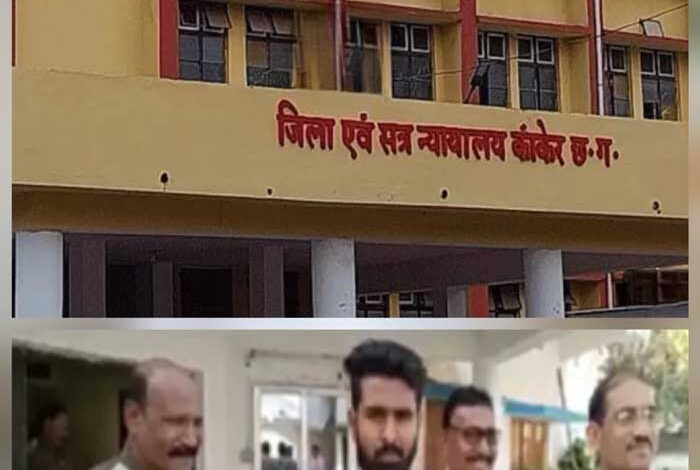 जिला एवं सत्र न्यायालय कांकेर छ.ग.